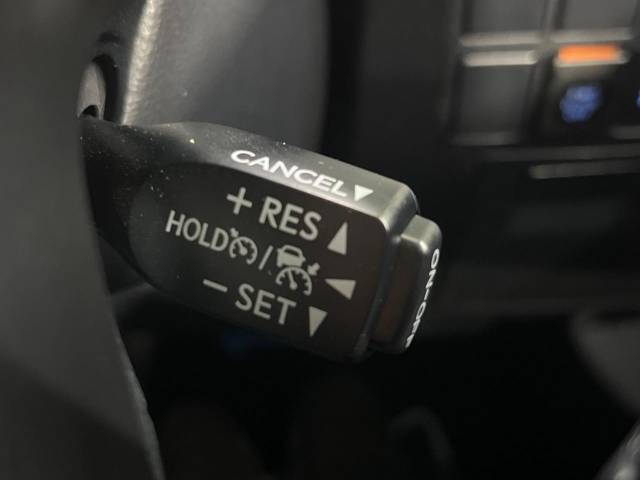 CANCEL▼
+ RES ▲
HOLD / ◀
− SET ▼
ON-OFF